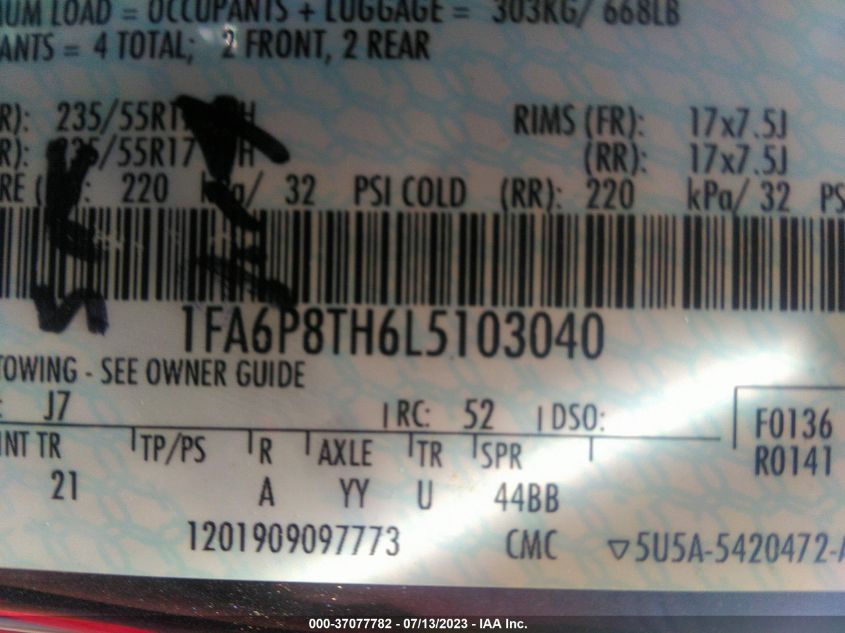 UM LOAD = OCCUPANTS + LUGGAGE = 303KG/ 668LB
ANTS = 4 TOTAL; 2 FRONT, 2 REAR
R): 235/55R17 H RIMS (FR): 17x7.5J
R): 235/55R17 H (RR): 17x7.5J
RE ( : 220 kPa/ 32 PSI COLD (RR): 220 kPa/ 32 PS
1FA6P8TH6L5103040
TOWING - SEE OWNER GUIDE
: J7 RC: 52 DSO:
INT TR TP/PS R AXLE TR SPR F0136
21 A YY U 44BB R0141
1201909097773 CMC ▽5U5A-5420472-A
000-37077782 - 07/13/2023 - IAA Inc.